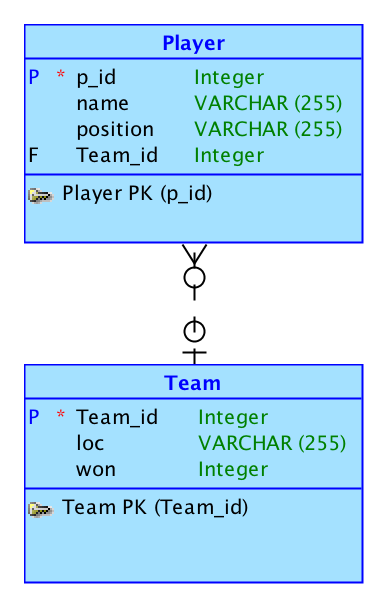 Player
P * p_id Integer
name VARCHAR (255)
position VARCHAR (255)
F Team_id Integer
Player PK (p_id)
Team
P * Team_id Integer
loc VARCHAR (255)
won Integer
Team PK (Team_id)